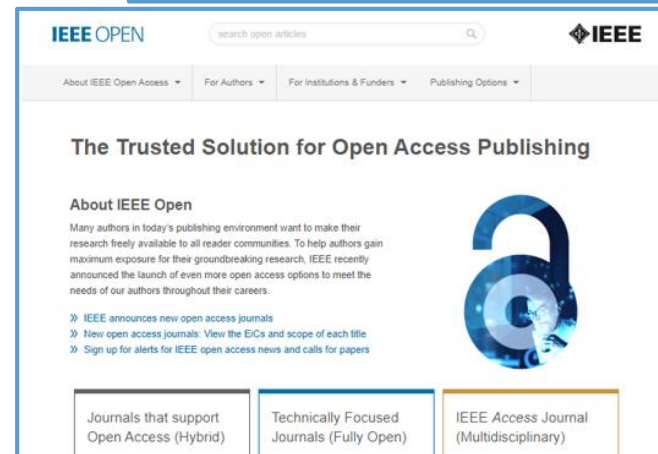 IEEE OPEN
search open articles
IEEE
About IEEE Open Access
For Authors
For Institutions & Funders
Publishing Options
The Trusted Solution for Open Access Publishing
About IEEE Open
Many authors in today's publishing environment want to make their
research freely available to all reader communities. To help authors gain
maximum exposure for their groundbreaking research, IEEE recently
announced the launch of even more open access options to meet the
needs of our authors throughout their careers.
» IEEE announces new open access journals
» New open access journals: View the EiCs and scope of each title
» Sign up for alerts for IEEE open access news and calls for papers
Journals that support
Open Access (Hybrid)
Technically Focused
Journals (Fully Open)
IEEE Access Journal
(Multidisciplinary)